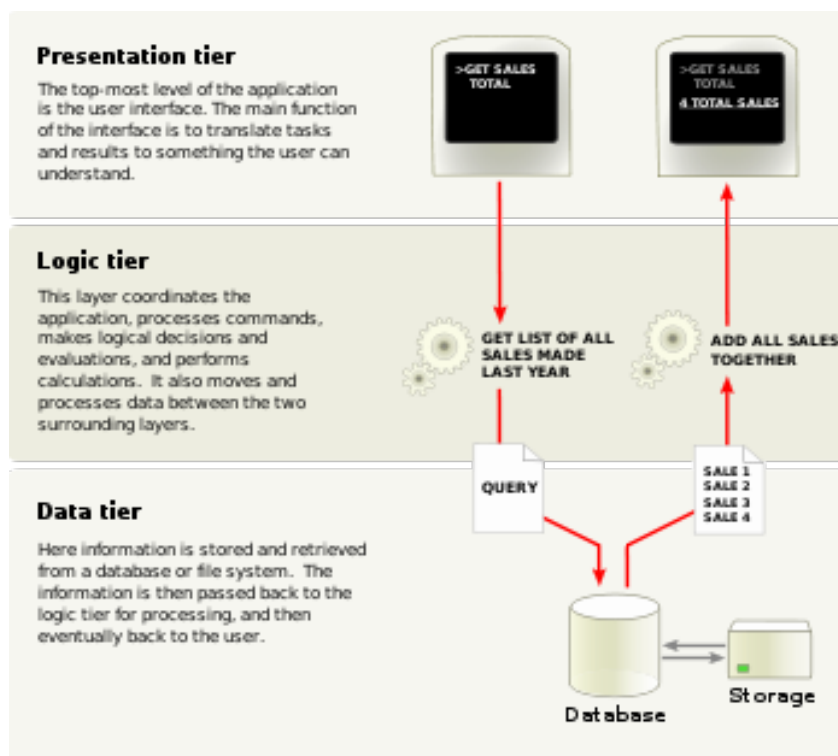 Presentation tier
The top-most level of the application
is the user interface. The main function
of the interface is to translate tasks
and results to something the user can
understand.
>GET SALES
TOTAL
>GET SALES
TOTAL
4 TOTAL SALES
Logic tier
This layer coordinates the
application, processes commands,
makes logical decisions and
evaluations, and performs
calculations. It also moves and
processes data between the two
surrounding layers.
GET LIST OF ALL
SALES MADE
LAST YEAR
ADD ALL SALES
TOGETHER
Data tier
Here information is stored and retrieved
from a database or file system. The
information is then passed back to the
logic tier for processing, and then
eventually back to the user.
QUERY
SALE 1
SALE 2
SALE 3
SALE 4
Database
Storage